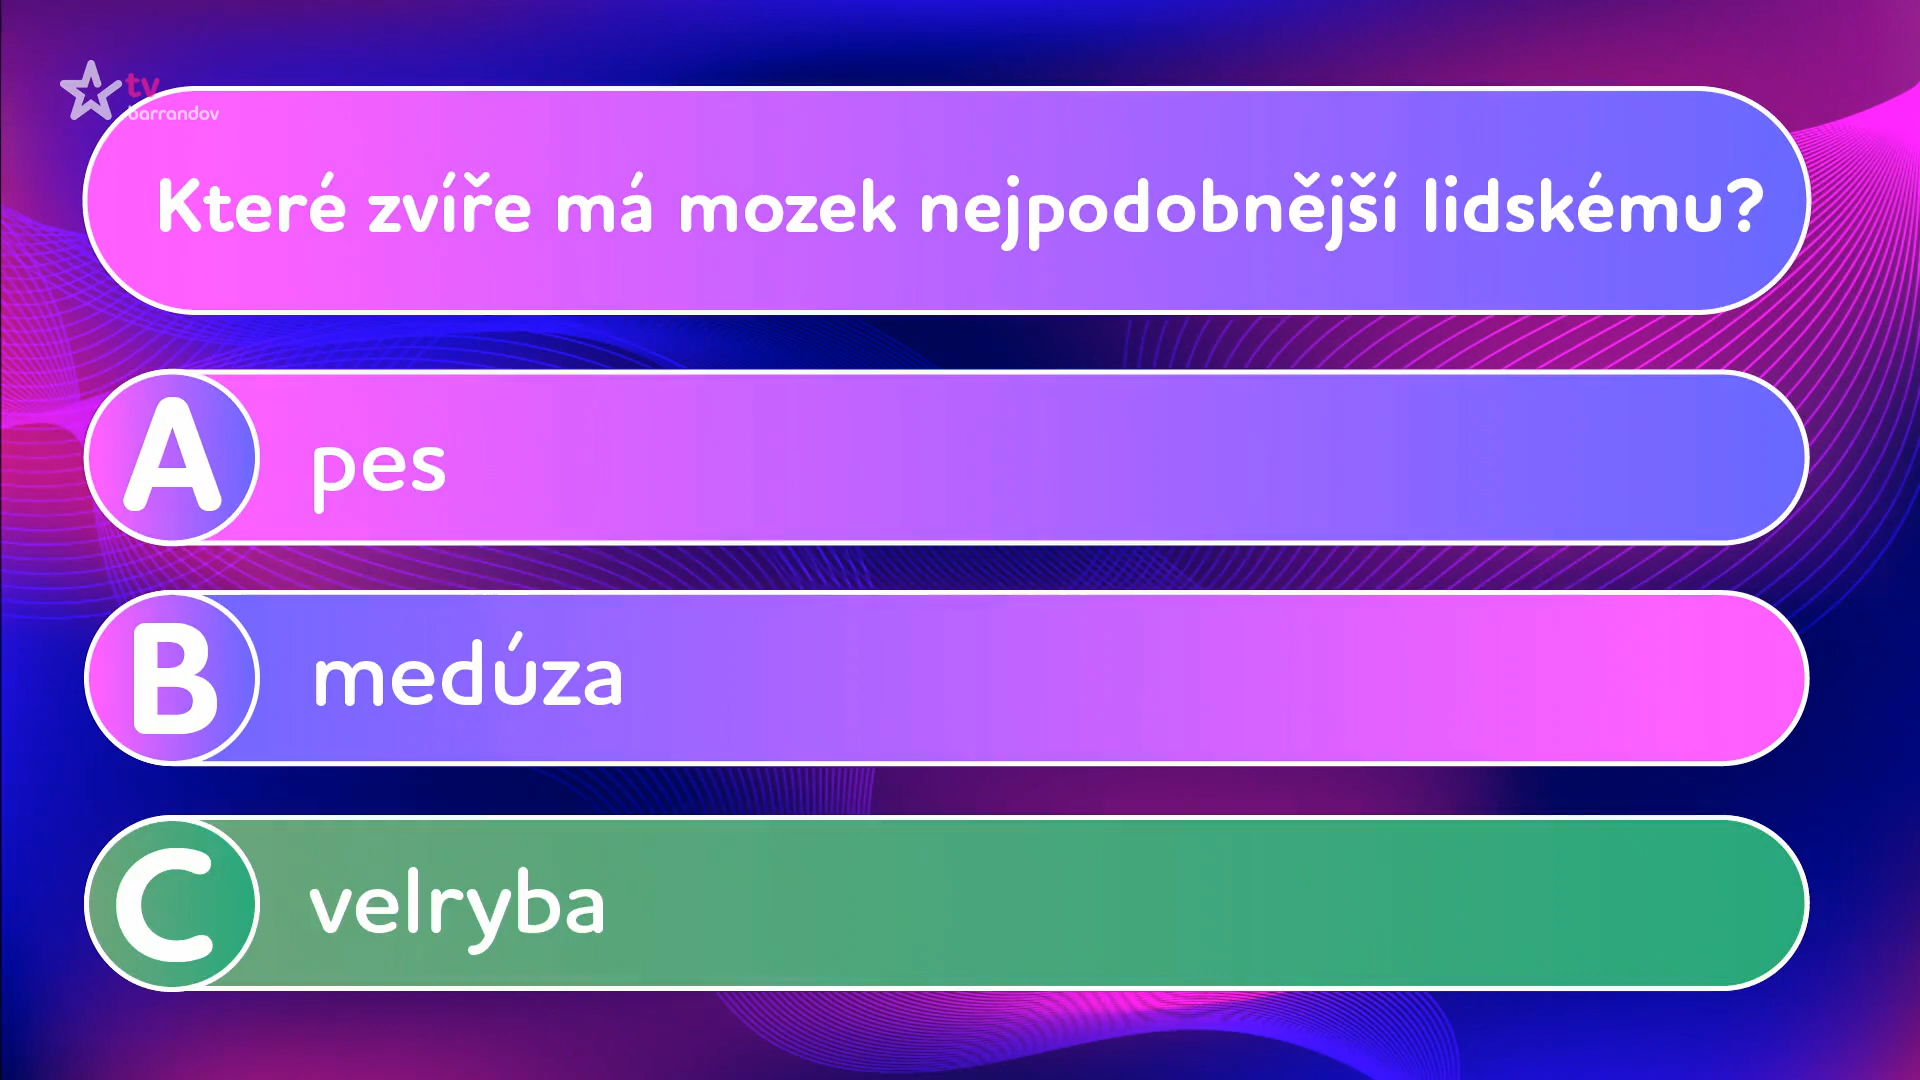 tv
barrandov
Které zvíře má mozek nejpodobnější lidskému?
A pes
B medúza
C velryba